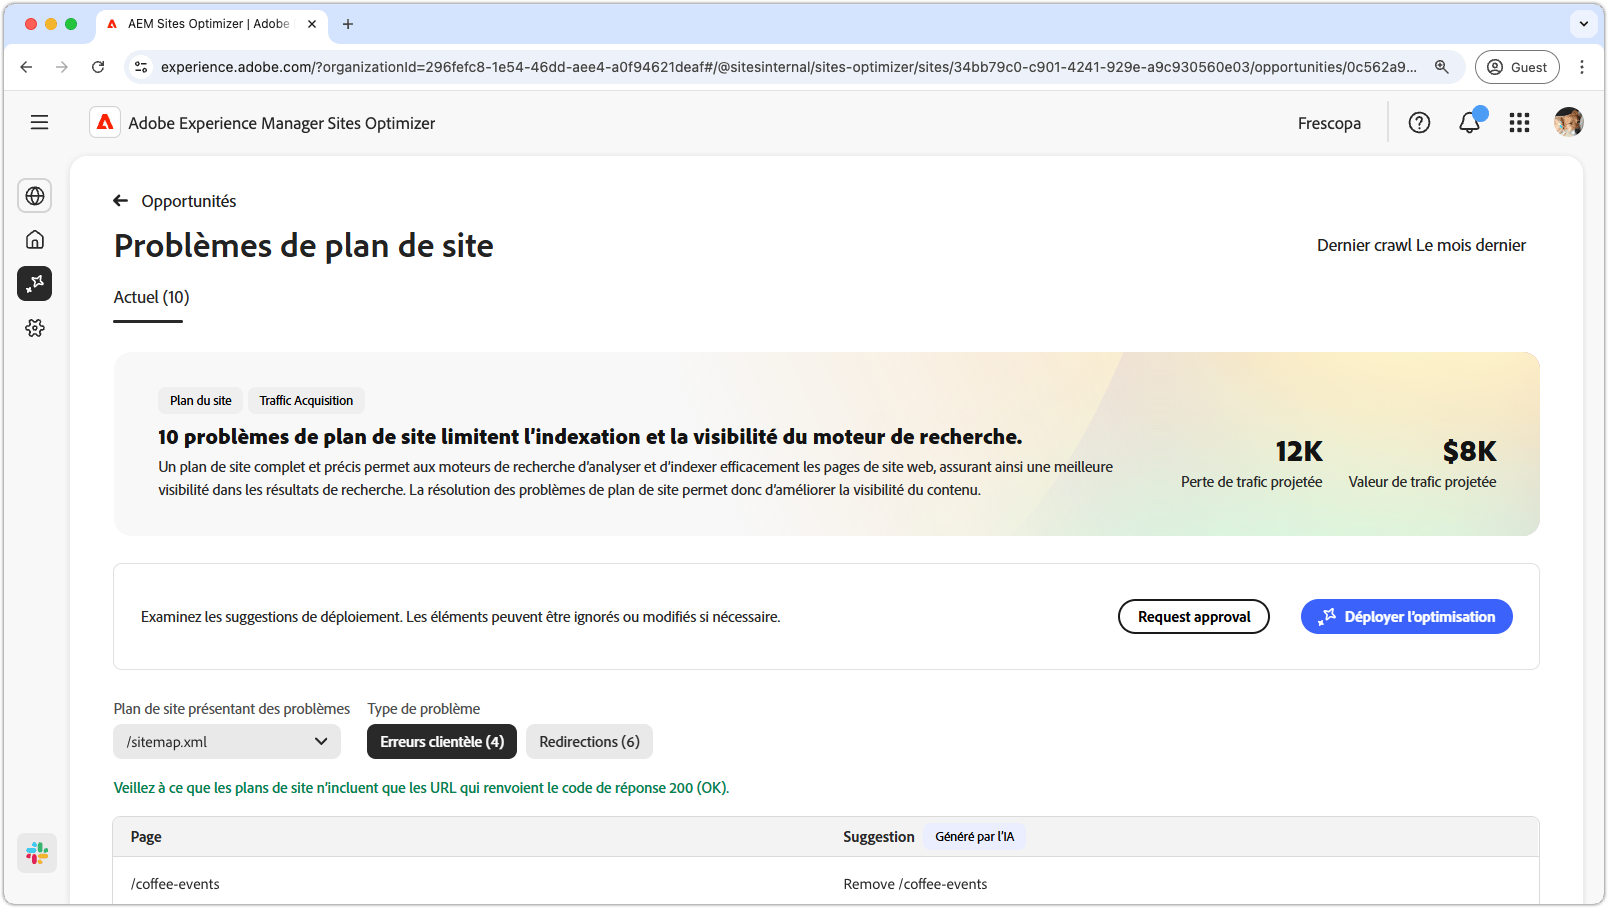 AEM Sites Optimizer | Adobe
experience.adobe.com/?organizationId=296fefc8-1e54-46dd-aee4-a0f94621deaf#/@sitesinternal/sites-optimizer/sites/34bb79c0-c901-4241-929e-a9c930560e03/opportunities/0c562a9...
Guest
Adobe Experience Manager Sites Optimizer
Frescopa
Opportunités
Problèmes de plan de site
Dernier crawl Le mois dernier
Actuel (10)
Plan du site
Traffic Acquisition
10 problèmes de plan de site limitent l'indexation et la visibilité du moteur de recherche.
Un plan de site complet et précis permet aux moteurs de recherche d'analyser et d'indexer efficacement les pages de site web, assurant ainsi une meilleure
visibilité dans les résultats de recherche. La résolution des problèmes de plan de site permet donc d'améliorer la visibilité du contenu.
12K
Perte de trafic projetée
$8K
Valeur de trafic projetée
Examinez les suggestions de déploiement. Les éléments peuvent être ignorés ou modifiés si nécessaire.
Request approval
Déployer l'optimisation
Plan de site présentant des problèmes
Type de problème
/sitemap.xml
Erreurs clientèle (4)
Redirections (6)
Veillez à ce que les plans de site n'incluent que les URL qui renvoient le code de réponse 200 (OK).
Page
Suggestion
Généré par l'IA
/coffee-events
Remove /coffee-events